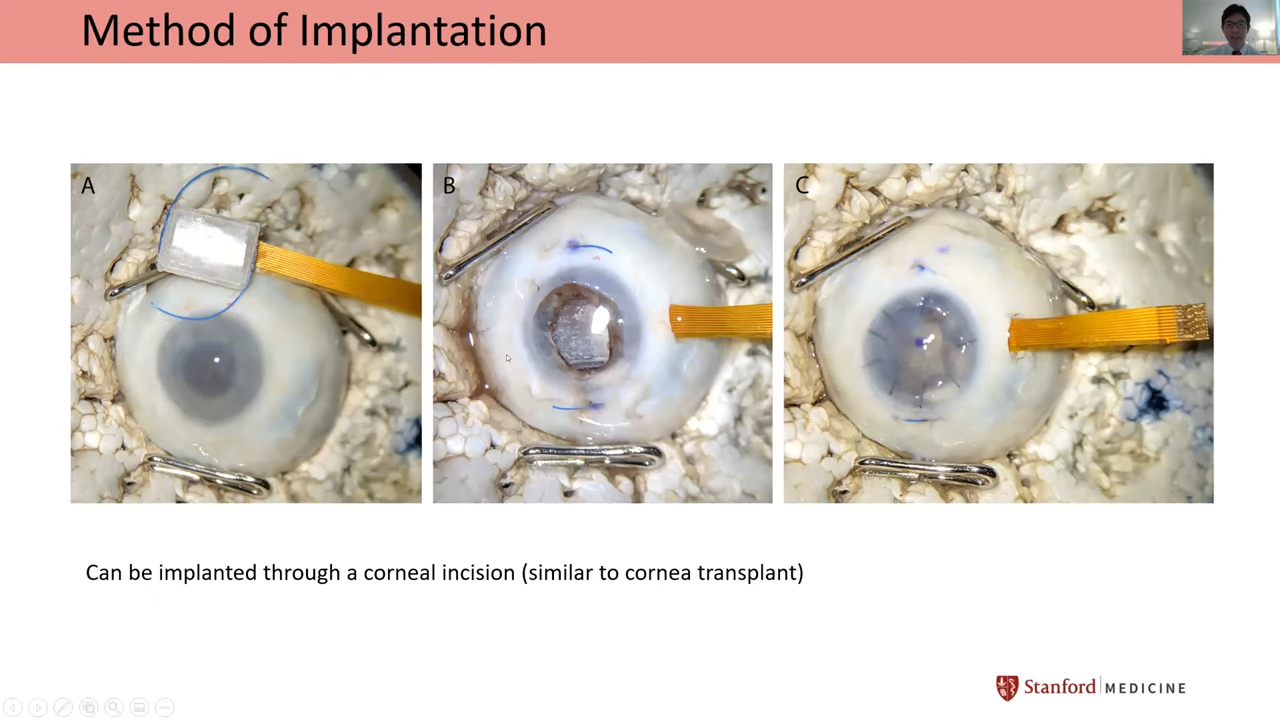 Method of Implantation
A
B
C
Can be implanted through a corneal incision (similar to cornea transplant)
Stanford MEDICINE